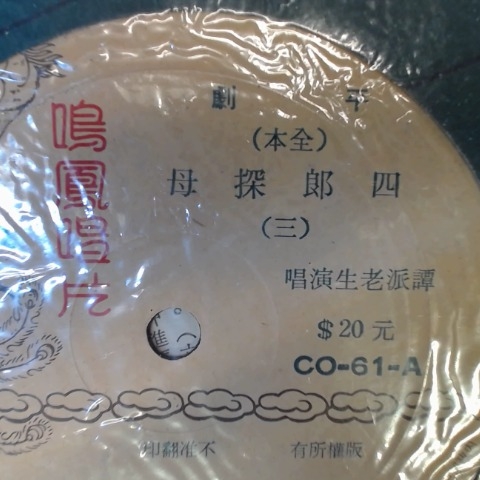 鳴鳳唱片
平劇
(全本)
四郎探母
(三)
譚派老生演唱
$20元
CO-61-A
版權所有 不准翻印